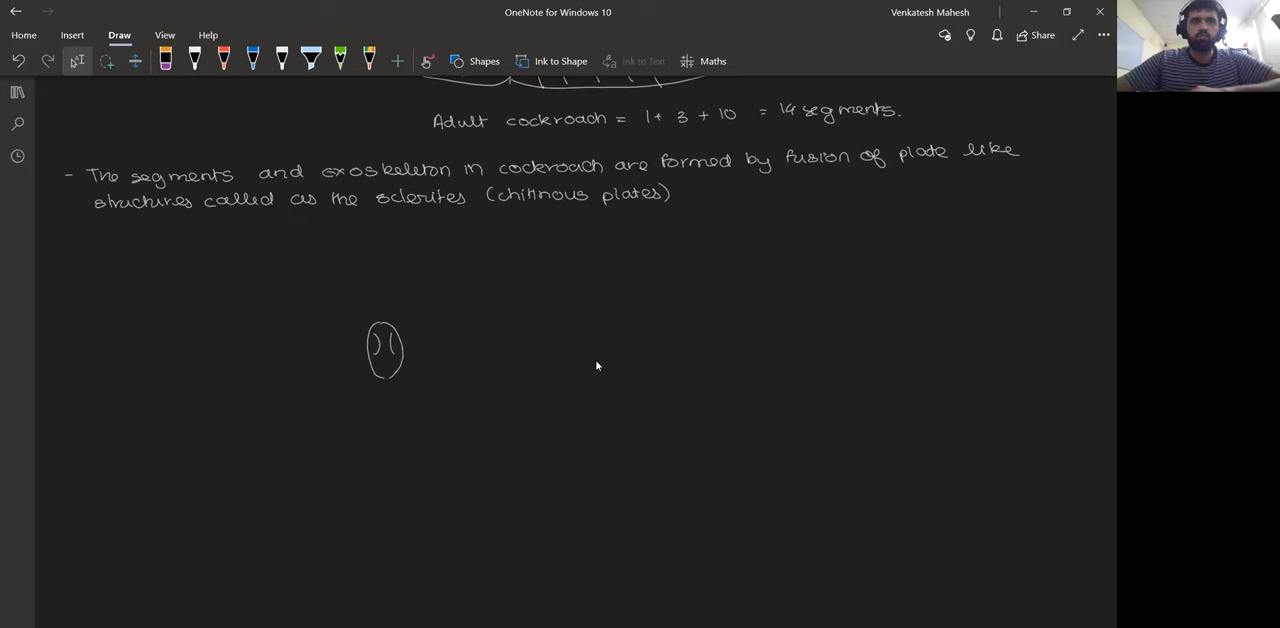 OneNote for Windows 10
Venkatesh Mahesh
Home Insert Draw View Help
Share
Shapes Ink to Shape Ink to Text Maths
Adult cockroach = 1 + 3 + 10 = 14 segments.
- The segments and exoskeleton in cockroach are formed by fusion of plate like
structures called as the sclerites (chitinous plates)